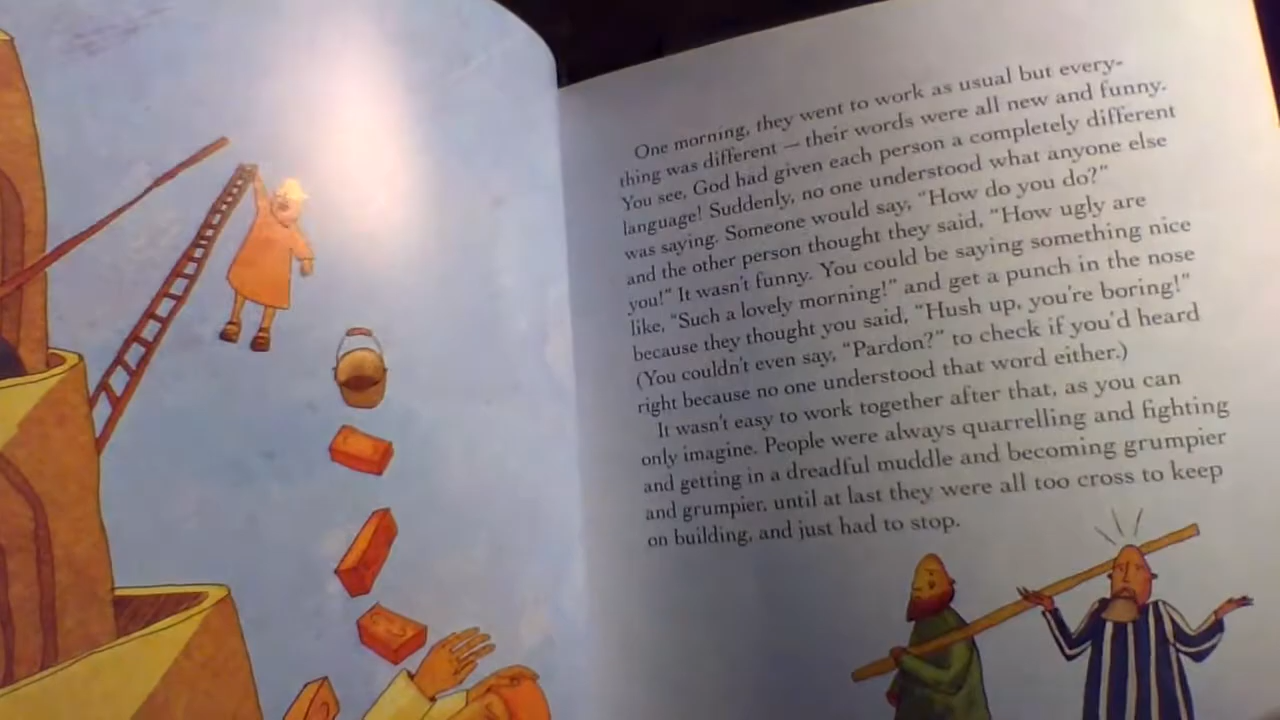 One morning, they went to work as usual but every-
thing was different — their words were all new and funny.
You see, God had given each person a completely different
language! Suddenly, no one understood what anyone else
was saying. Someone would say, "How do you do?"
and the other person thought they said, "How ugly are
you!" It wasn't funny. You could be saying something nice
like, "Such a lovely morning!" and get a punch in the nose
because they thought you said, "Hush up, you're boring!"
(You couldn't even say, "Pardon?" to check if you'd heard
right because no one understood that word either.)
It wasn't easy to work together after that, as you can
only imagine. People were always quarrelling and fighting
and getting in a dreadful muddle and becoming grumpier
and grumpier, until at last they were all too cross to keep
on building, and just had to stop.